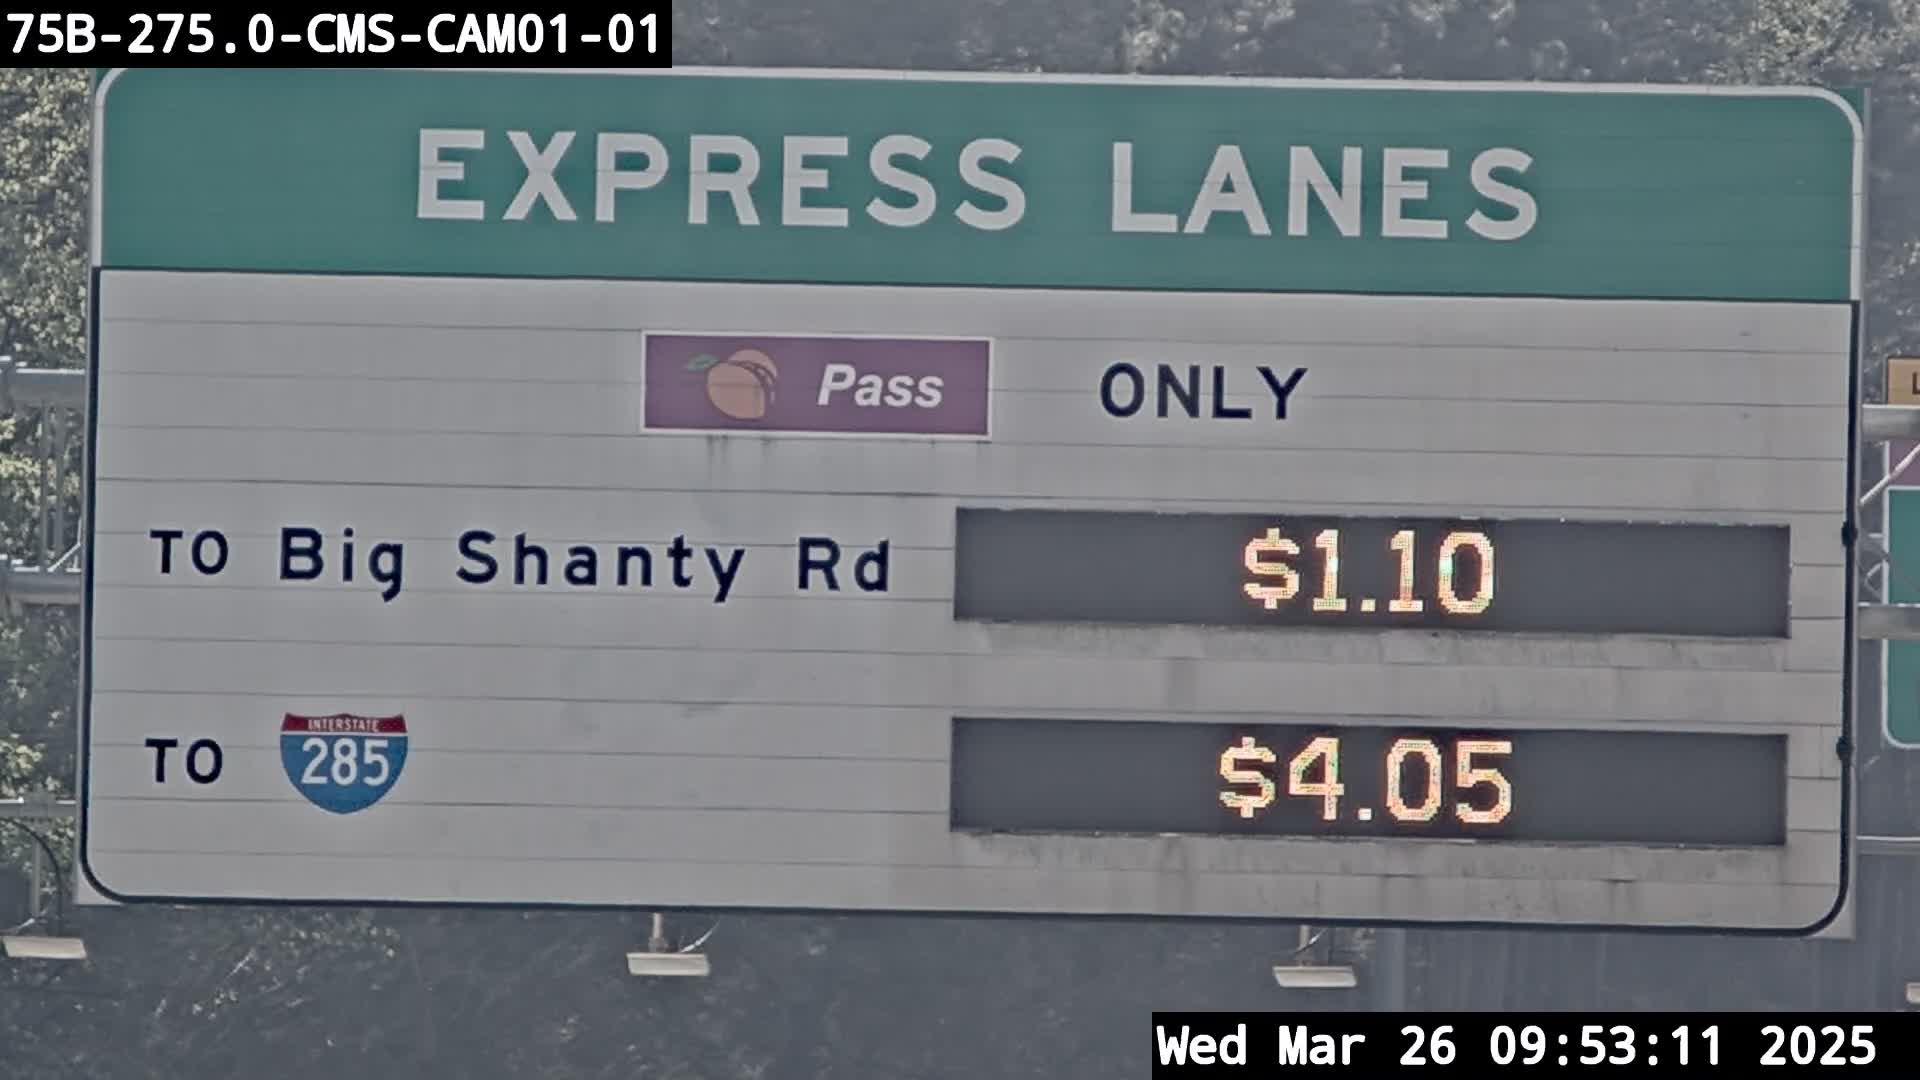 75B-275.0-CMS-CAM01-01
EXPRESS LANES
Pass ONLY
TO Big Shanty Rd $1.10
INTERSTATE
TO 285 $4.05
Wed Mar 26 09:53:11 2025